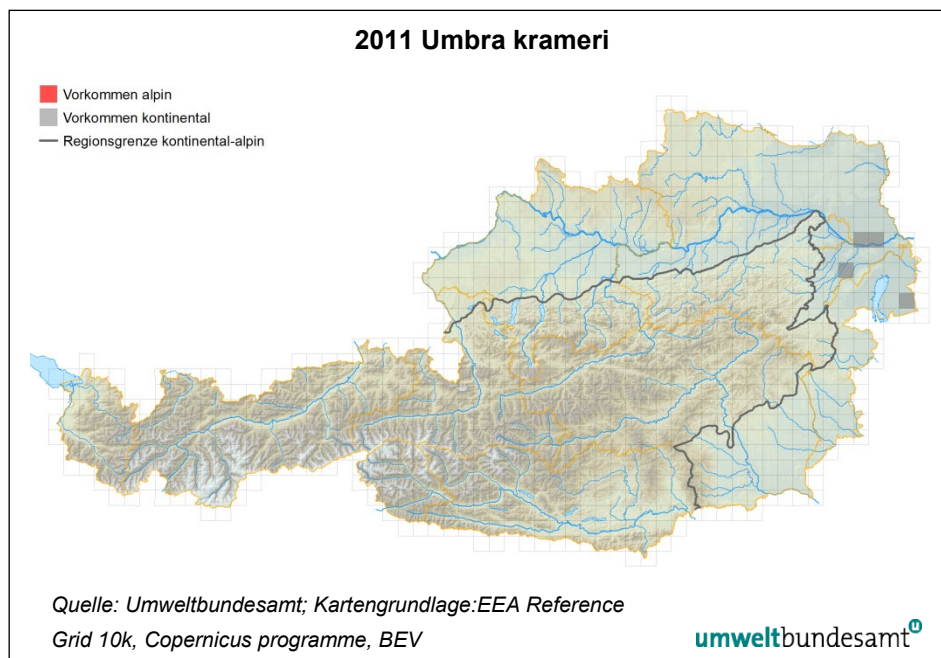 2011 Umbra krameri
Vorkommen alpin
Vorkommen kontinental
Regionsgrenze kontinental-alpin
Quelle: Umweltbundesamt; Kartengrundlage:EEA Reference
Grid 10k, Copernicus programme, BEV
umweltbundesamt